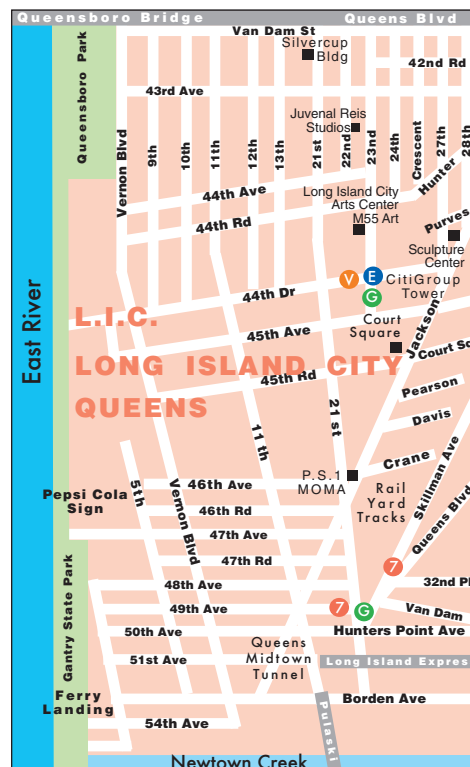 Queensboro Bridge
Queens Blvd
Van Dam St
Silvercup
Bldg
42nd Rd
Queensboro Park
43rd Ave
Juvenal Reis
Studios
Vernon Blvd
9th
10th
11th
12th
13th
21st
22nd
23nd
24th
Crescent
27th
28th
Hunter
44th Ave
44th Rd
Long Island City
Arts Center
M55 Art
Purves
Sculpture
Center
V
E
G
CitiGroup
Tower
44th Dr
East River
L.I.C.
LONG ISLAND CITY
QUEENS
45th Ave
45th Rd
Court
Square
Jackson
Court Sq
Pearson
Davis
Crane
21 st
11 th
5th
Vernon Blvd
P.S.1
MOMA
46th Ave
Pepsi Cola
Sign
46th Rd
47th Ave
47th Rd
Rail
Yard
Tracks
Skillman Ave
Queens Blvd
7
32nd Pl
48th Ave
49th Ave
7
G
Van Dam
50th Ave
Hunters Point Ave
Gantry State Park
51st Ave
Queens
Midtown
Tunnel
Long Island Expres
Ferry
Landing
Borden Ave
54th Ave
Pulaski
Newtown Creek